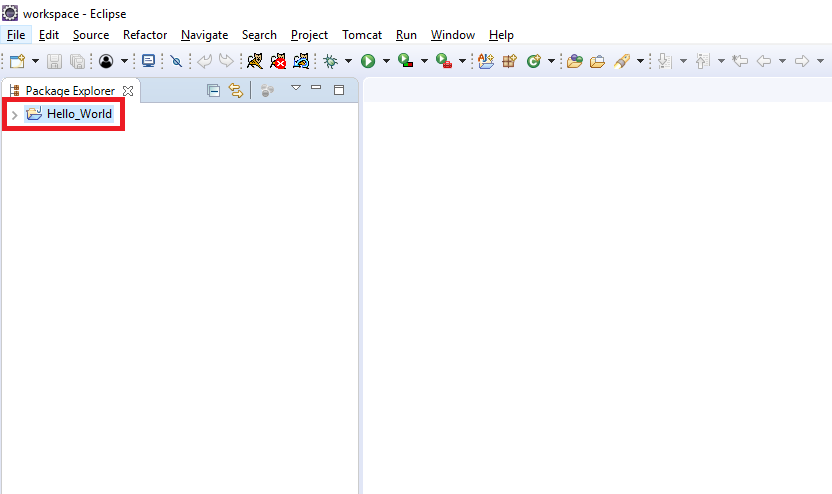 workspace - Eclipse
File Edit Source Refactor Navigate Search Project Tomcat Run Window Help
Package Explorer
Hello_World